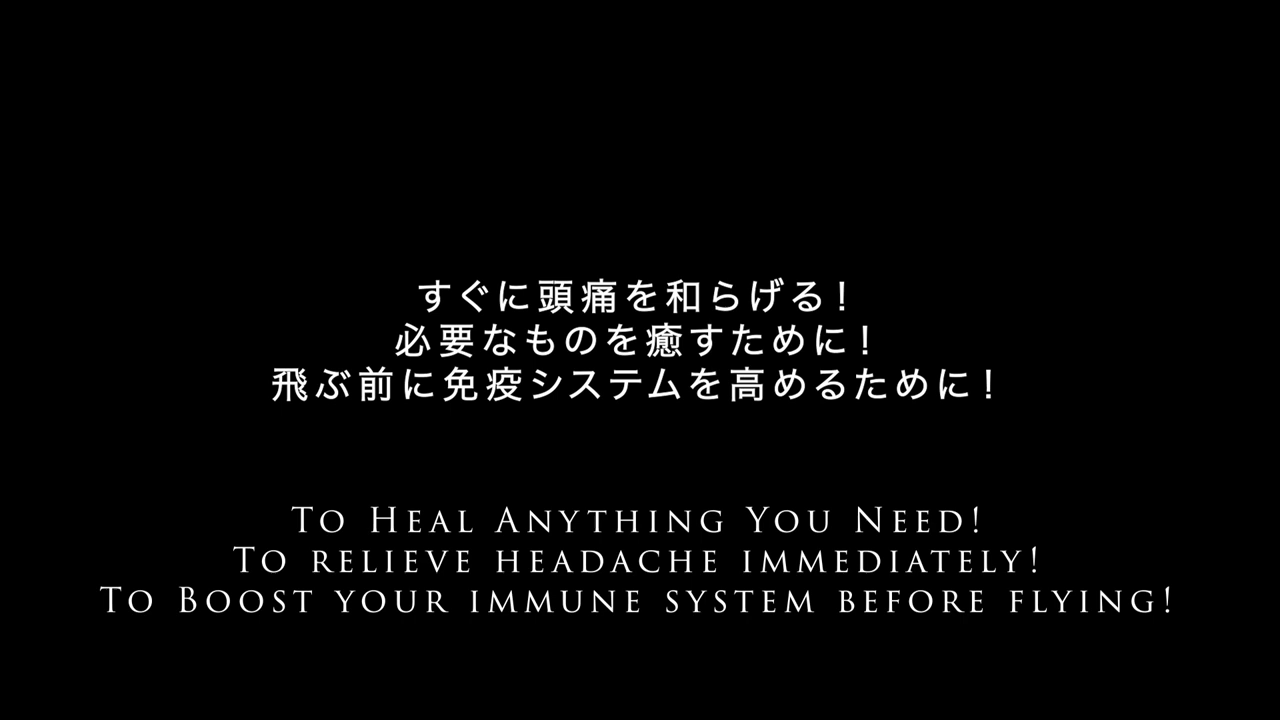 すぐに頭痛を和らげる！
必要なものを癒すために！
飛ぶ前に免疫システムを高めるために！
To Heal Anything You Need!
To relieve headache immediately!
To Boost your immune system before flying!